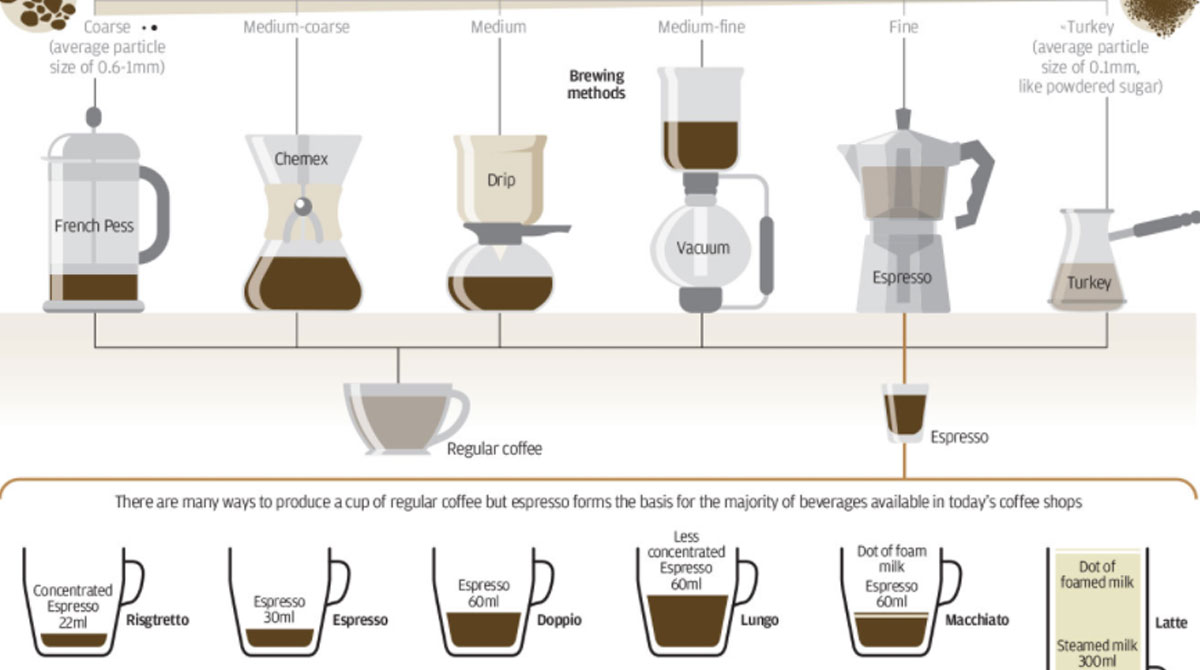 Coarse
(average particle
size of 0.6-1mm)
Medium-coarse
Medium
Medium-fine
Fine
Turkey
(average particle
size of 0.1mm,
like powdered sugar)
Brewing
methods
French Pess
Chemex
Drip
Vacuum
Espresso
Turkey
Regular coffee
Espresso
There are many ways to produce a cup of regular coffee but espresso forms the basis for the majority of beverages available in today's coffee shops
Concentrated
Espresso
22ml
Risgtretto
Espresso
30ml
Espresso
Espresso
60ml
Doppio
Less
concentrated
Espresso
60ml
Lungo
Dot of foam
milk
Espresso
60ml
Macchiato
Dot of
foamed milk
Steamed milk
300ml
Latte